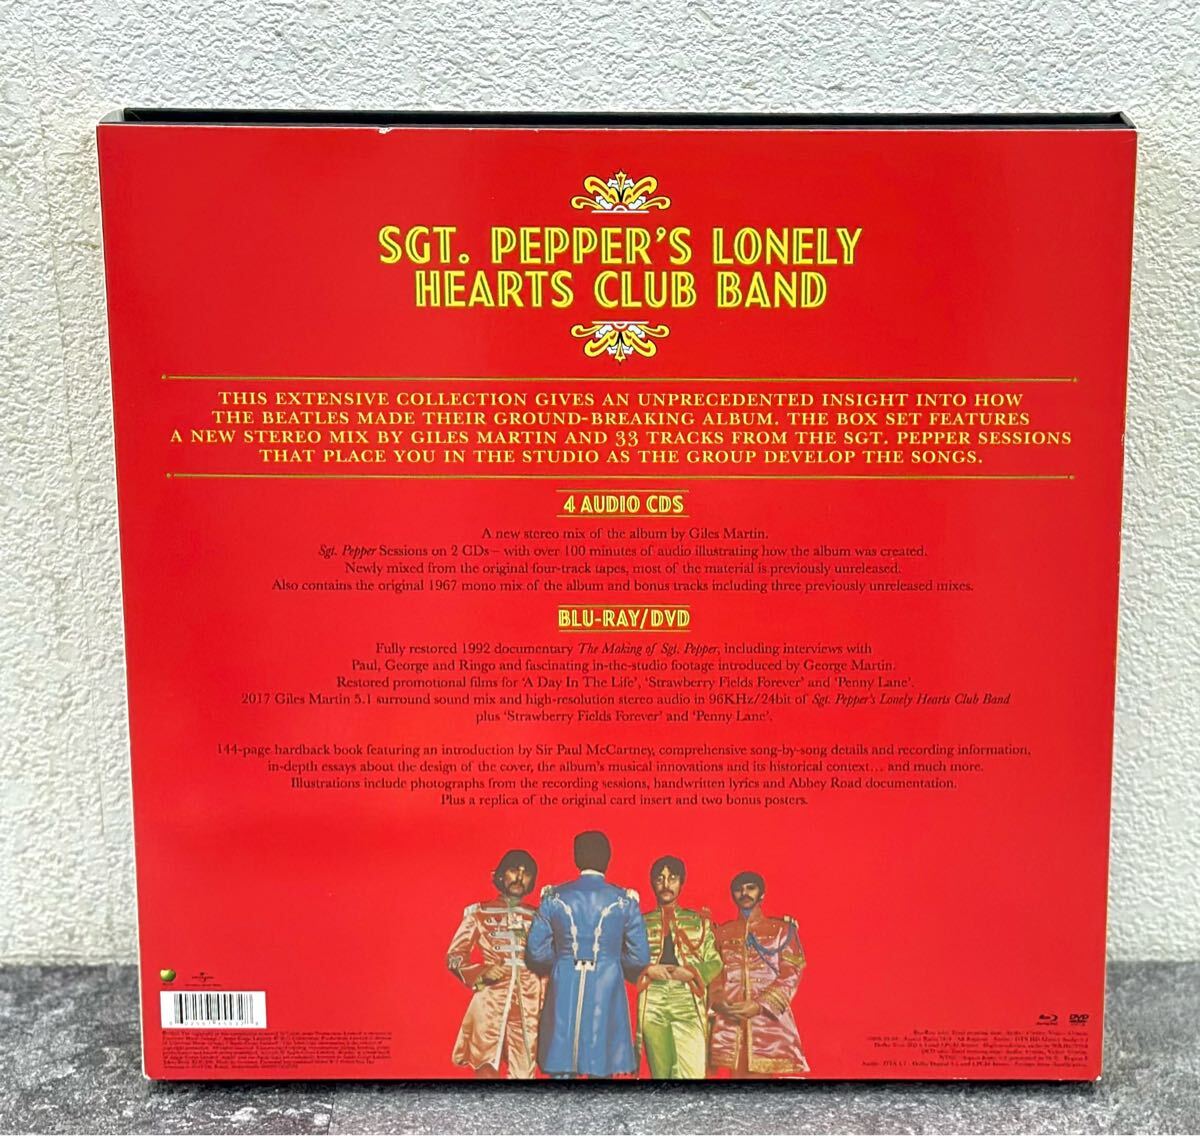 SGT. PEPPER'S LONELY
HEARTS CLUB BAND
THIS EXTENSIVE COLLECTION GIVES AN UNPRECEDENTED INSIGHT INTO HOW
THE BEATLES MADE THEIR GROUND-BREAKING ALBUM. THE BOX SET FEATURES
A NEW STEREO MIX BY GILES MARTIN AND 33 TRACKS FROM THE SGT. PEPPER SESSIONS
THAT PLACE YOU IN THE STUDIO AS THE GROUP DEVELOP THE SONGS.
4 AUDIO CDS
A new stereo mix of the album by Giles Martin.
Sgt. Pepper Sessions on 2 CDs – with over 100 minutes of audio illustrating how the album was created.
Newly mixed from the original four-track tapes, most of the material is previously unreleased.
Also contains the original 1967 mono mix of the album and bonus tracks including three previously unreleased mixes.
BLU-RAY/DVD
Fully restored 1992 documentary The Making of Sgt. Pepper, including interviews with
Paul, George and Ringo and fascinating in-the-studio footage introduced by George Martin.
Restored promotional films for 'A Day In The Life', 'Strawberry Fields Forever' and 'Penny Lane'.
2017 Giles Martin 5.1 surround sound mix and high-resolution stereo audio in 96KHz/24bit of Sgt. Pepper's Lonely Hearts Club Band
plus 'Strawberry Fields Forever' and 'Penny Lane'.
144-page hardback book featuring an introduction by Sir Paul McCartney, comprehensive song-by-song details and recording information,
in-depth essays about the design of the cover, the album's musical innovations and its historical context... and much more.
Illustrations include photographs from the recording sessions, handwritten lyrics and Abbey Road documentation.
Plus a replica of the original card insert and two bonus posters.
DVD